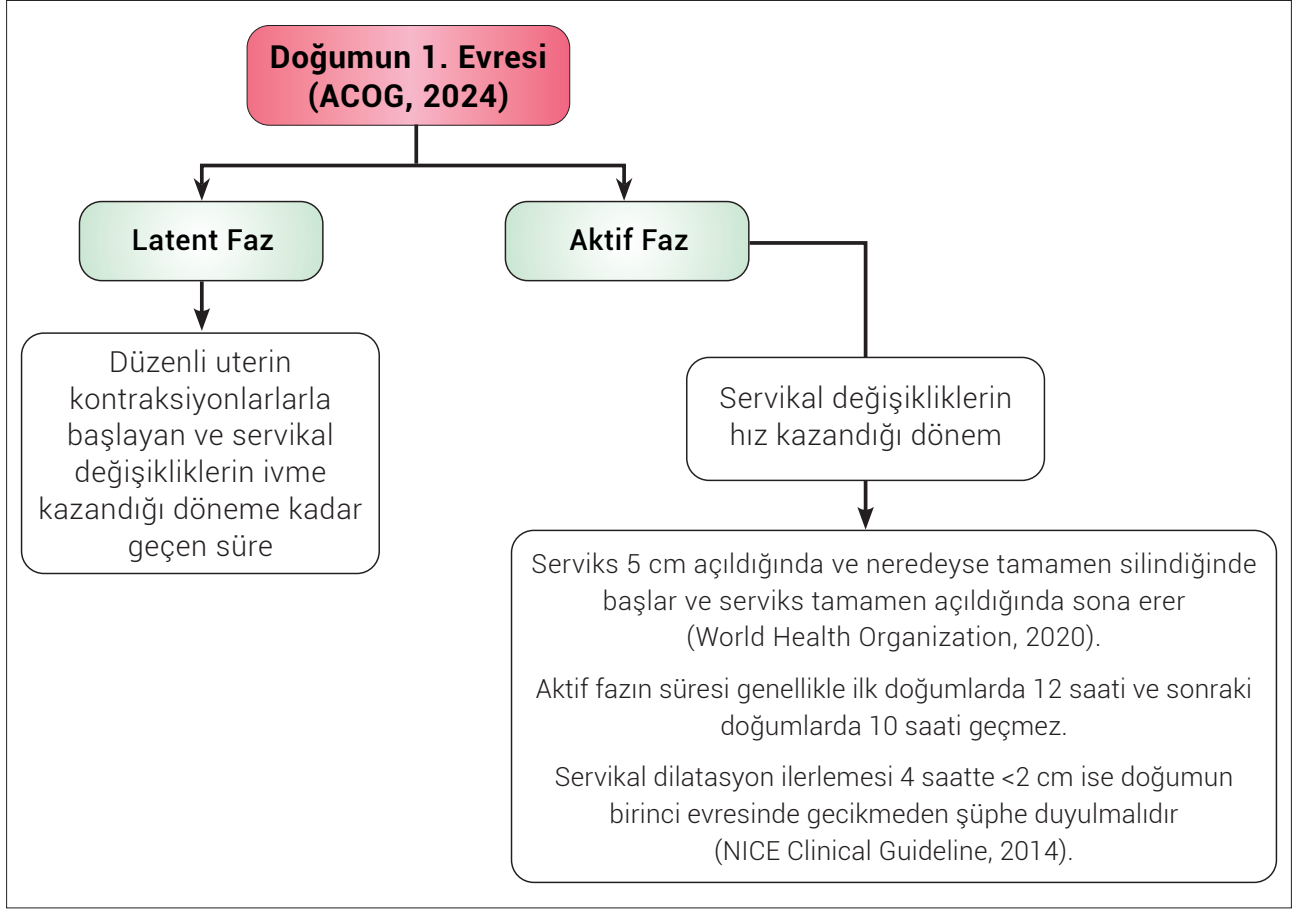 Doğumun 1. Evresi
(ACOG, 2024)
Latent Faz
Aktif Faz
Düzenli uterin
kontraksiyonlarlarla
başlayan ve servikal
değişikliklerin ivme
kazandığı döneme kadar
geçen süre
Servikal değişikliklerin
hız kazandığı dönem
Serviks 5 cm açıldığında ve neredeyse tamamen silindiğinde
başlar ve serviks tamamen açıldığında sona erer
(World Health Organization, 2020).
Aktif fazın süresi genellikle ilk doğumlarda 12 saati ve sonraki
doğumlarda 10 saati geçmez.
Servikal dilatasyon ilerlemesi 4 saatte <2 cm ise doğumun
birinci evresinde gecikmeden şüphe duyulmalıdır
(NICE Clinical Guideline, 2014).